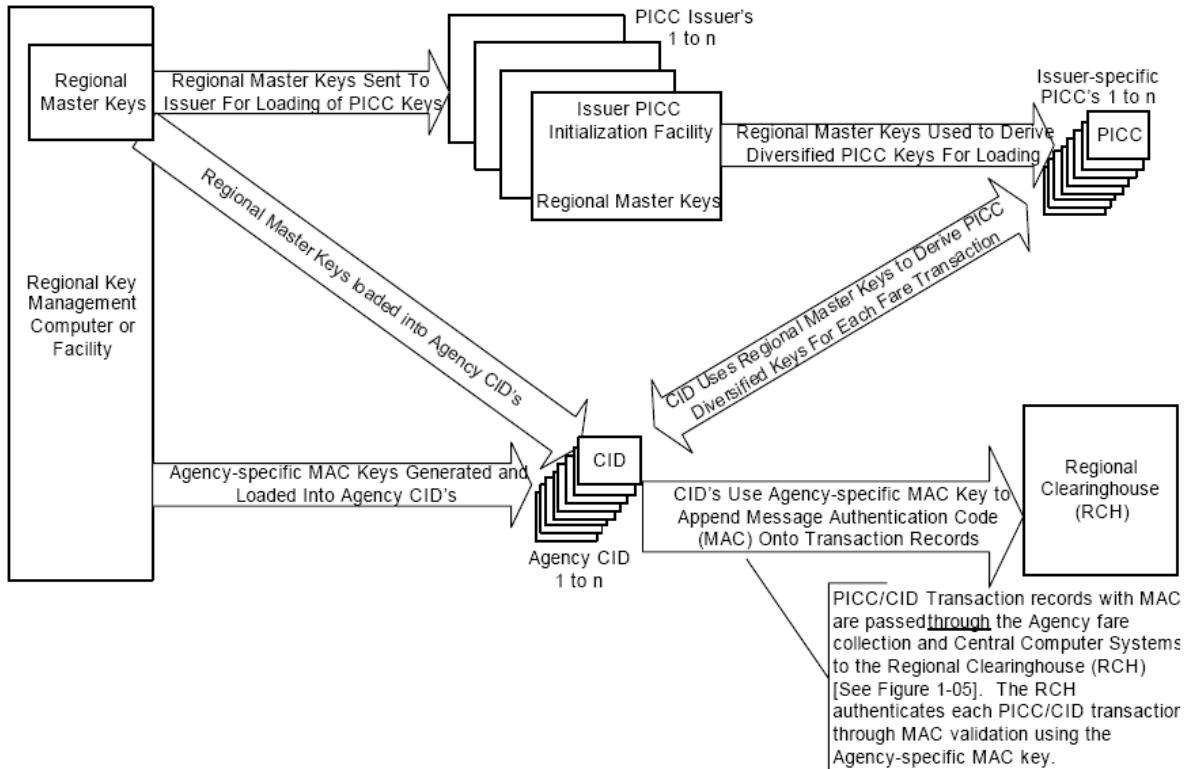 PICC Issuer's
1 to n
Regional
Master Keys
Regional Master Keys Sent To
Issuer For Loading of PICC Keys
Issuer PICC
Initialization Facility
Regional Master Keys
Regional Master Keys Used to Derive
Diversified PICC Keys For Loading
Issuer-specific
PICC's 1 to n
PICC
Regional Master Keys loaded into Agency CID's
CID Uses Regional Master Keys to Derive PICC
Diversified Keys For Each Fare Transaction
Regional Key
Management
Computer or
Facility
Agency-specific MAC Keys Generated and
Loaded Into Agency CID's
CID
Agency CID
1 to n
CID's Use Agency-specific MAC Key to
Append Message Authentication Code
(MAC) Onto Transaction Records
Regional
Clearinghouse
(RCH)
PICC/CID Transaction records with MAC
are passed through the Agency fare
collection and Central Computer Systems
to the Regional Clearinghouse (RCH)
[See Figure 1-05].  The RCH
authenticates each PICC/CID transaction
through MAC validation using the
Agency-specific MAC key.